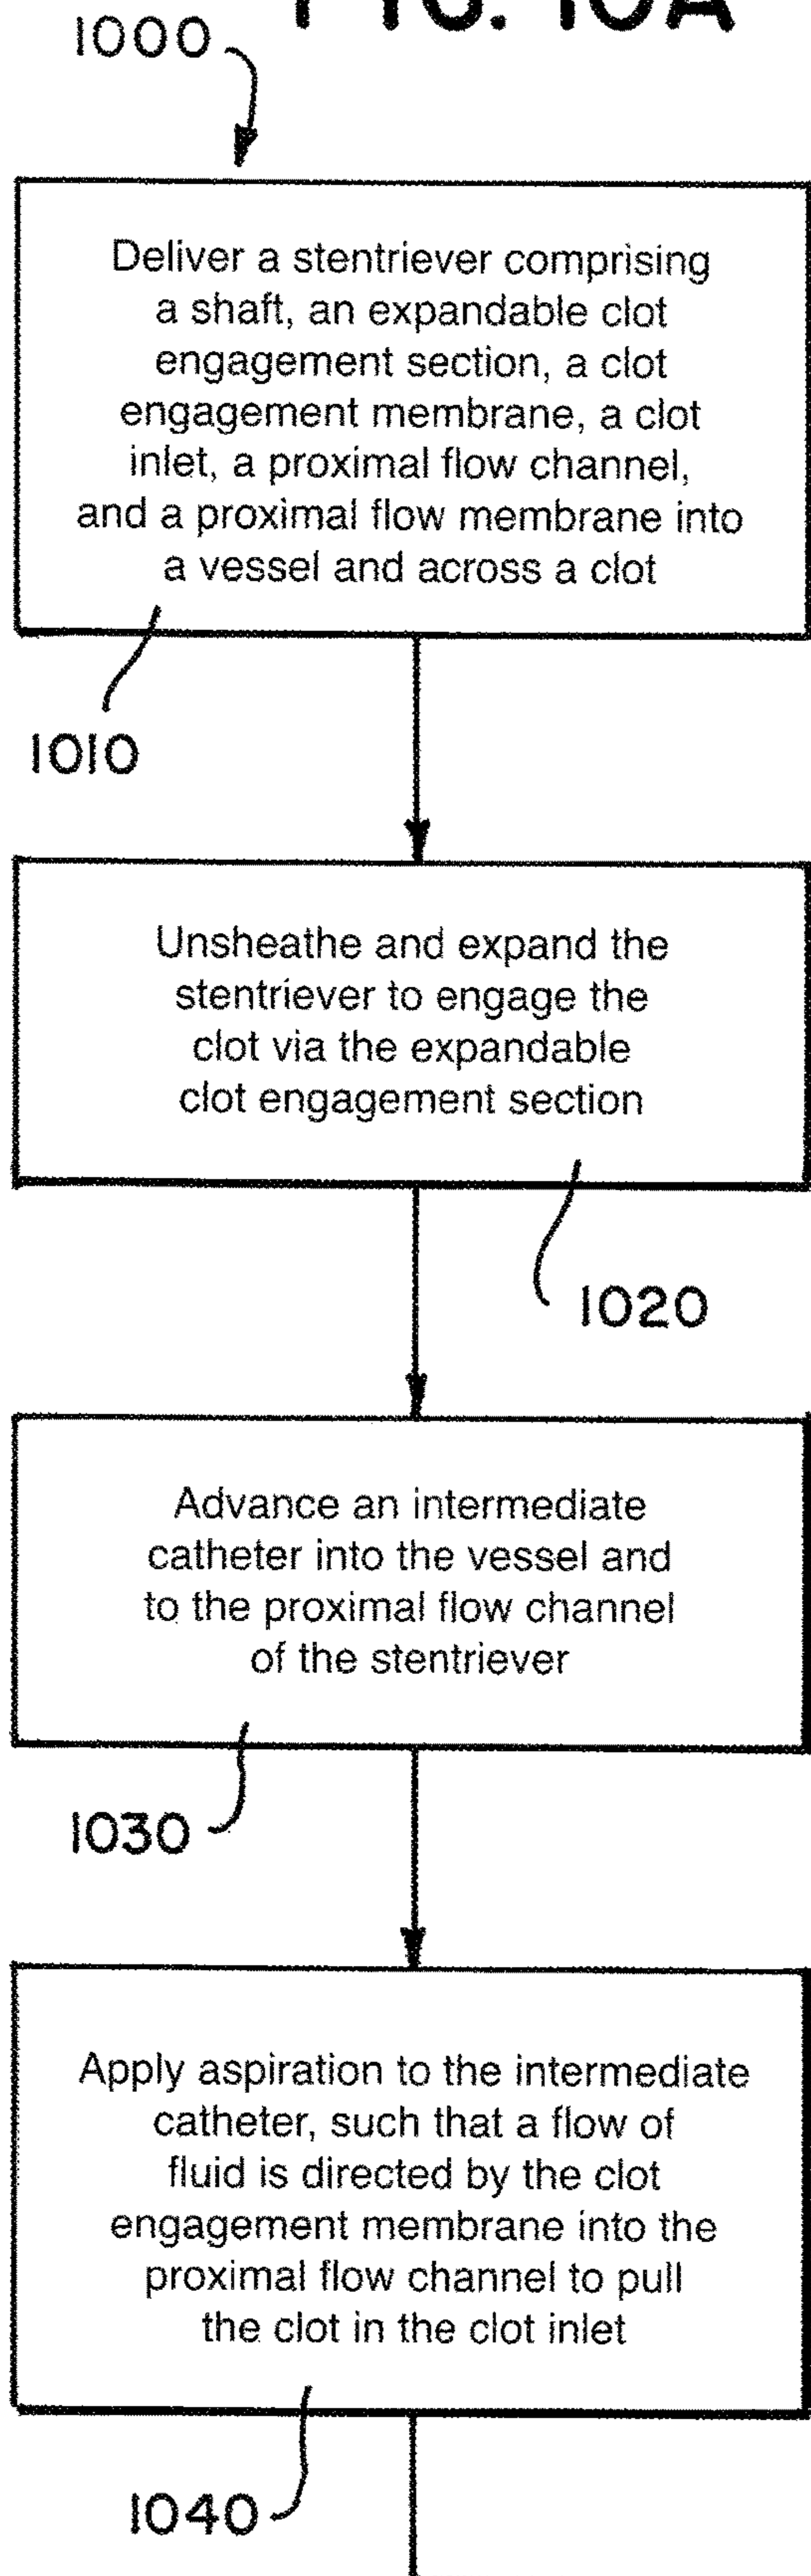 FIG. 10A
1000
Deliver a stentriever comprising
a shaft, an expandable clot
engagement section, a clot
engagement membrane, a clot
inlet, a proximal flow channel,
and a proximal flow membrane into
a vessel and across a clot
1010
Unsheathe and expand the
stentriever to engage the
clot via the expandable
clot engagement section
1020
Advance an intermediate
catheter into the vessel and
to the proximal flow channel
of the stentriever
1030
Apply aspiration to the intermediate
catheter, such that a flow of
fluid is directed by the clot
engagement membrane into the
proximal flow channel to pull
the clot in the clot inlet
1040